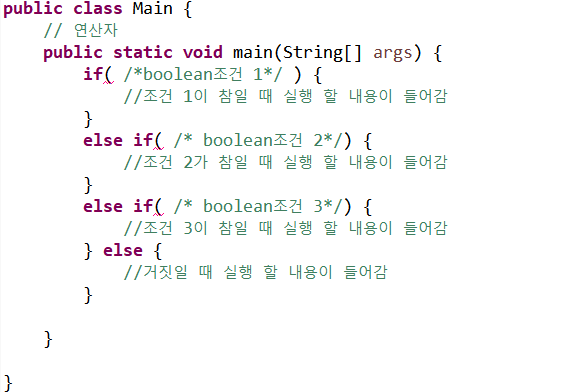 public class Main {
// 연산자
public static void main(String[] args) {
if( /*boolean조건 1*/ ) {
//조건 1이 참일 때 실행 할 내용이 들어감
}
else if( /* boolean조건 2*/) {
//조건 2가 참일 때 실행 할 내용이 들어감
}
else if( /* boolean조건 3*/) {
//조건 3이 참일 때 실행 할 내용이 들어감
} else {
//거짓일 때 실행 할 내용이 들어감
}
}
}